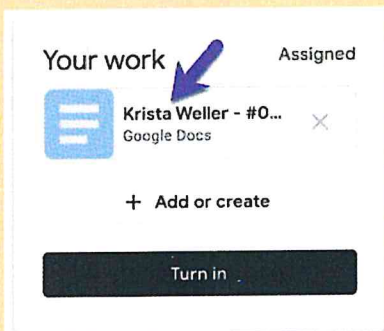 Your work
Assigned
Krista Weller - #0...
Google Docs
+ Add or create
Turn in